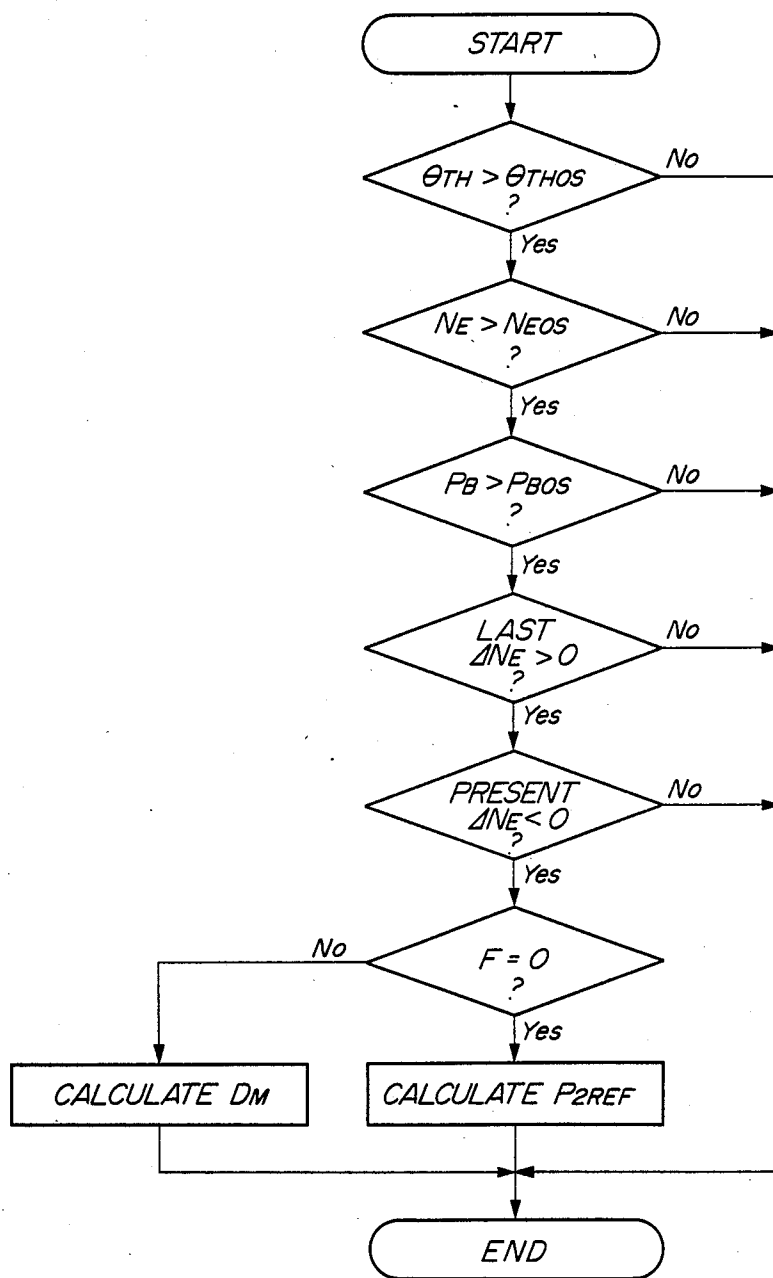 START
θTH > θTHOS
?
No
Yes
NE > NEOS
?
No
Yes
PB > PBOS
?
No
Yes
LAST
ΔNE > 0
?
No
Yes
PRESENT
ΔNE < 0
?
No
Yes
F = 0
?
No
Yes
CALCULATE DM
CALCULATE P2REF
END